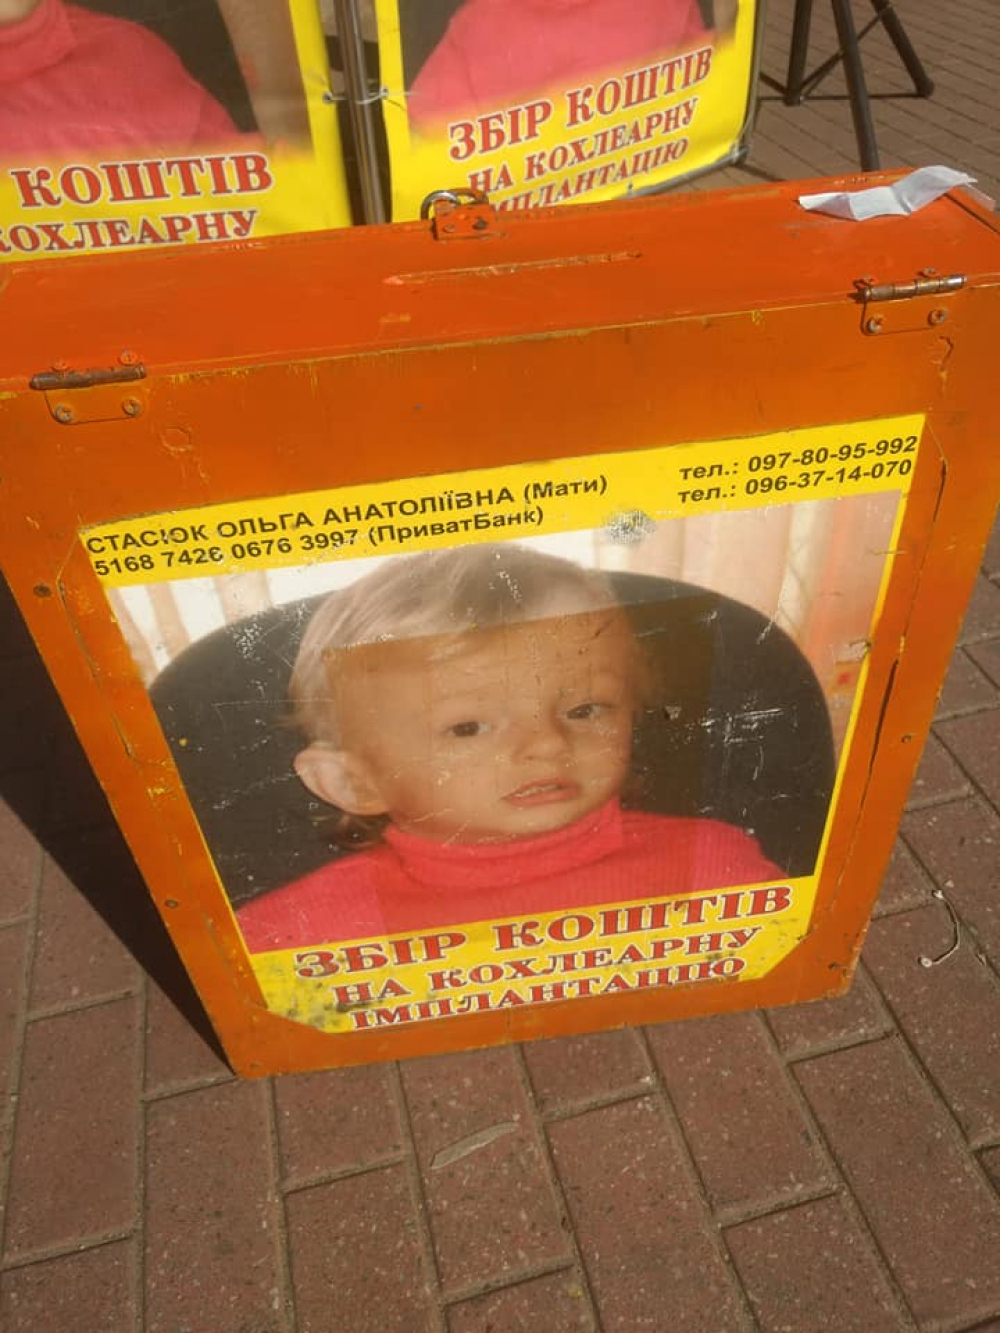 КОШТІВ
КОХЛЕАРНУ
ЗБІР КОШТІВ
НА КОХЛЕАРНУ
ІМПЛАНТАЦІЮ
СТАСЮК ОЛЬГА АНАТОЛІЇВНА (Мати)
5168 7426 0676 3997 (ПриватБанк)
тел.: 097-80-95-992
тел.: 096-37-14-070
ЗБІР КОШТІВ
НА КОХЛЕАРНУ
ІМПЛАНТАЦІЮ